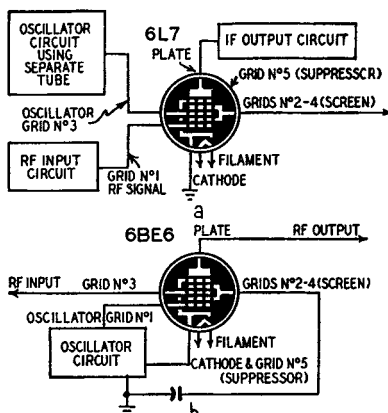 OSCILLATOR
CIRCUIT
USING
SEPARATE
TUBE
6L7
PLATE
IF OUTPUT CIRCUIT
GRID Nº5 (SUPPRESSCR)
GRIDS Nº2-4 (SCREEN)
OSCILLATOR
GRID Nº3
RF INPUT
CIRCUIT
GRID Nº1
RF SIGNAL
FILAMENT
CATHODE
a
6BE6
PLATE
RF OUTPUT
RF INPUT
GRID Nº3
GRIDS Nº2-4 (SCREEN)
OSCILLATOR GRID Nº1
OSCILLATOR
CIRCUIT
FILAMENT
CATHODE & GRID Nº5
(SUPPRESSOR)
b